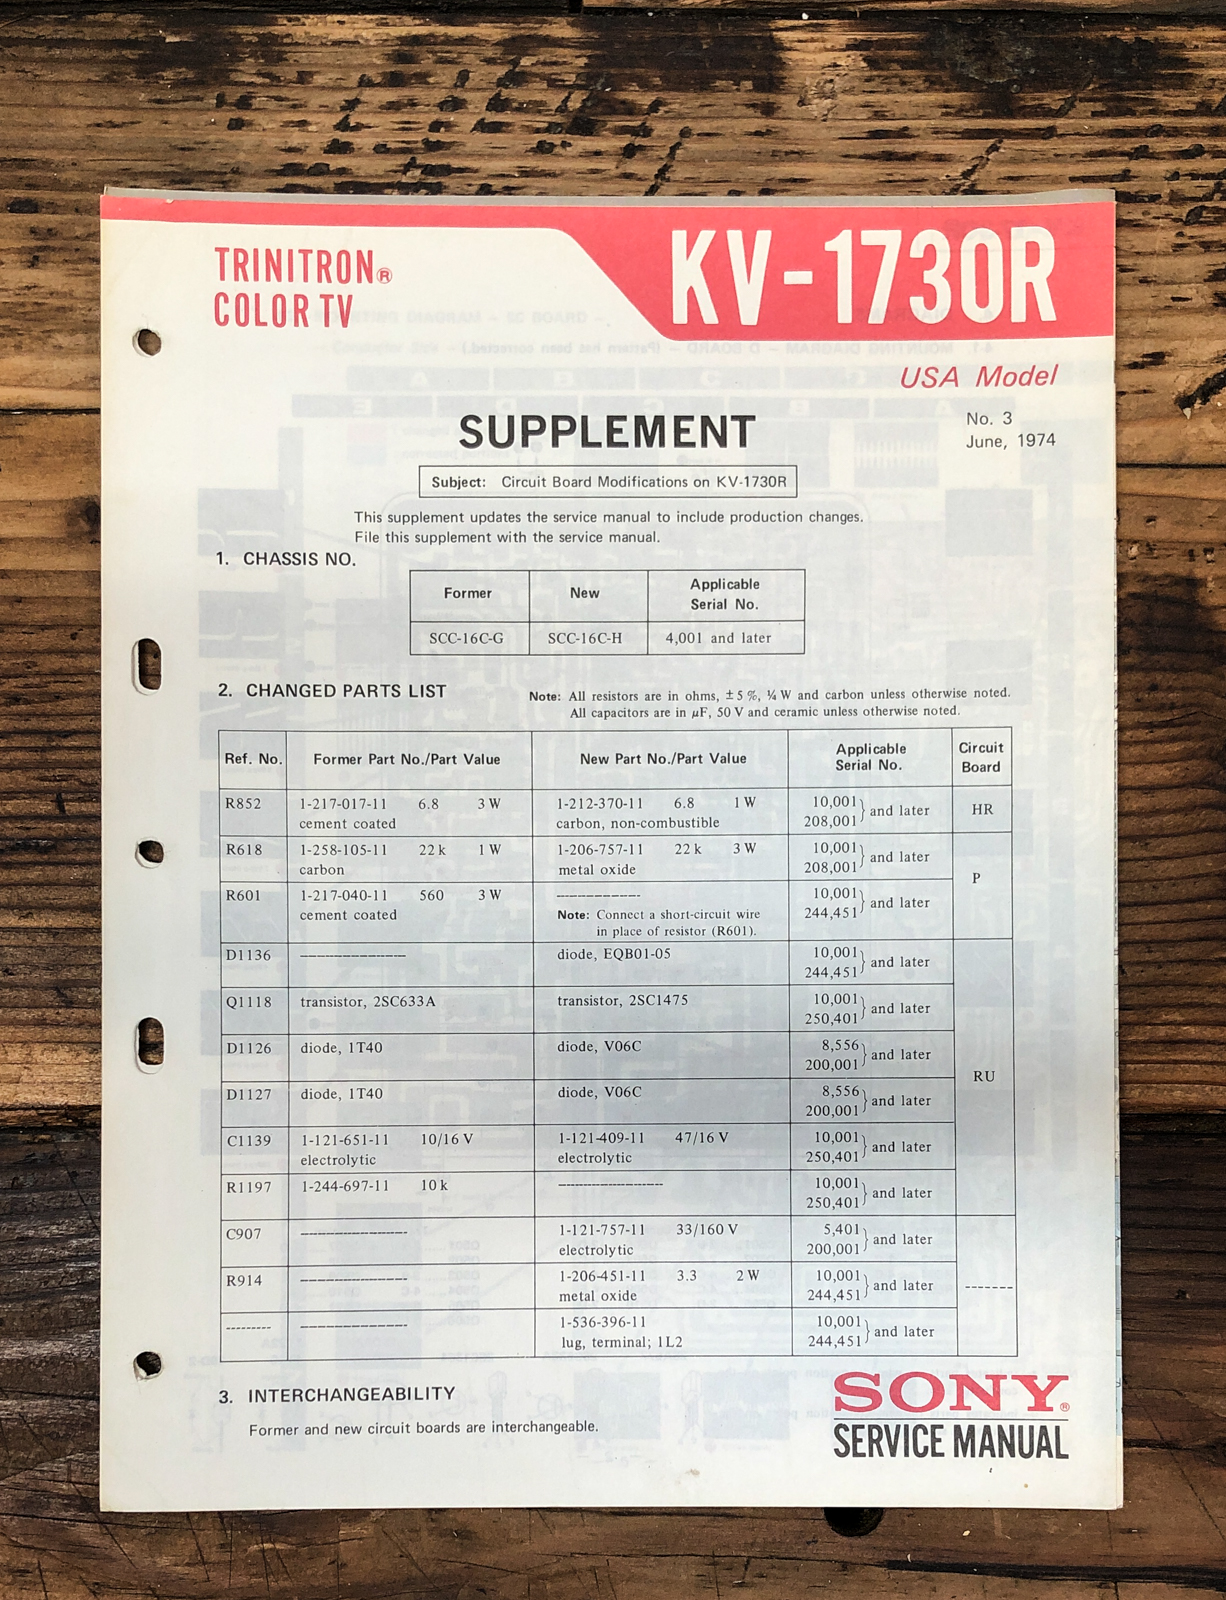 TRINITRON®
COLOR TV
KV-1730R
USA Model
SUPPLEMENT
No. 3
June, 1974
Subject: Circuit Board Modifications on KV-1730R
This supplement updates the service manual to include production changes.
File this supplement with the service manual.
1. CHASSIS NO.
Former New Applicable Serial No.
SCC-16C-G SCC-16C-H 4,001 and later
2. CHANGED PARTS LIST
Note: All resistors are in ohms, ±5 %, ¼ W and carbon unless otherwise noted.
All capacitors are in μF, 50 V and ceramic unless otherwise noted.
Ref. No. Former Part No./Part Value New Part No./Part Value Applicable Serial No. Circuit Board
R852 1-217-017-11 6.8 3 W 1-212-370-11 6.8 1 W 10,001 } and later HR
cement coated carbon, non-combustible 208,001
R618 1-258-105-11 22 k 1 W 1-206-757-11 22 k 3 W 10,001 } and later P
carbon metal oxide 208,001
R601 1-217-040-11 560 3 W ---------------- 10,001 } and later
cement coated Note: Connect a short-circuit wire 244,451
in place of resistor (R601).
D1136 -------------------- diode, EQB01-05 10,001 } and later
244,451
Q1118 transistor, 2SC633A transistor, 2SC1475 10,001 } and later
250,401
D1126 diode, 1T40 diode, V06C 8,556 } and later
200,001
RU
D1127 diode, 1T40 diode, V06C 8,556 } and later
200,001
C1139 1-121-651-11 10/16 V 1-121-409-11 47/16 V 10,001 } and later
electrolytic electrolytic 250,401
R1197 1-244-697-11 10 k -------------------- 10,001 } and later
250,401
C907 -------------------- 1-121-757-11 33/160 V 5,401 } and later
electrolytic 200,001
R914 -------------------- 1-206-451-11 3.3 2 W 10,001 } and later -------
metal oxide 244,451
--------- -------------------- 1-536-396-11 10,001 } and later
lug, terminal; 1L2 244,451
3. INTERCHANGEABILITY
Former and new circuit boards are interchangeable.
SONY®
SERVICE MANUAL